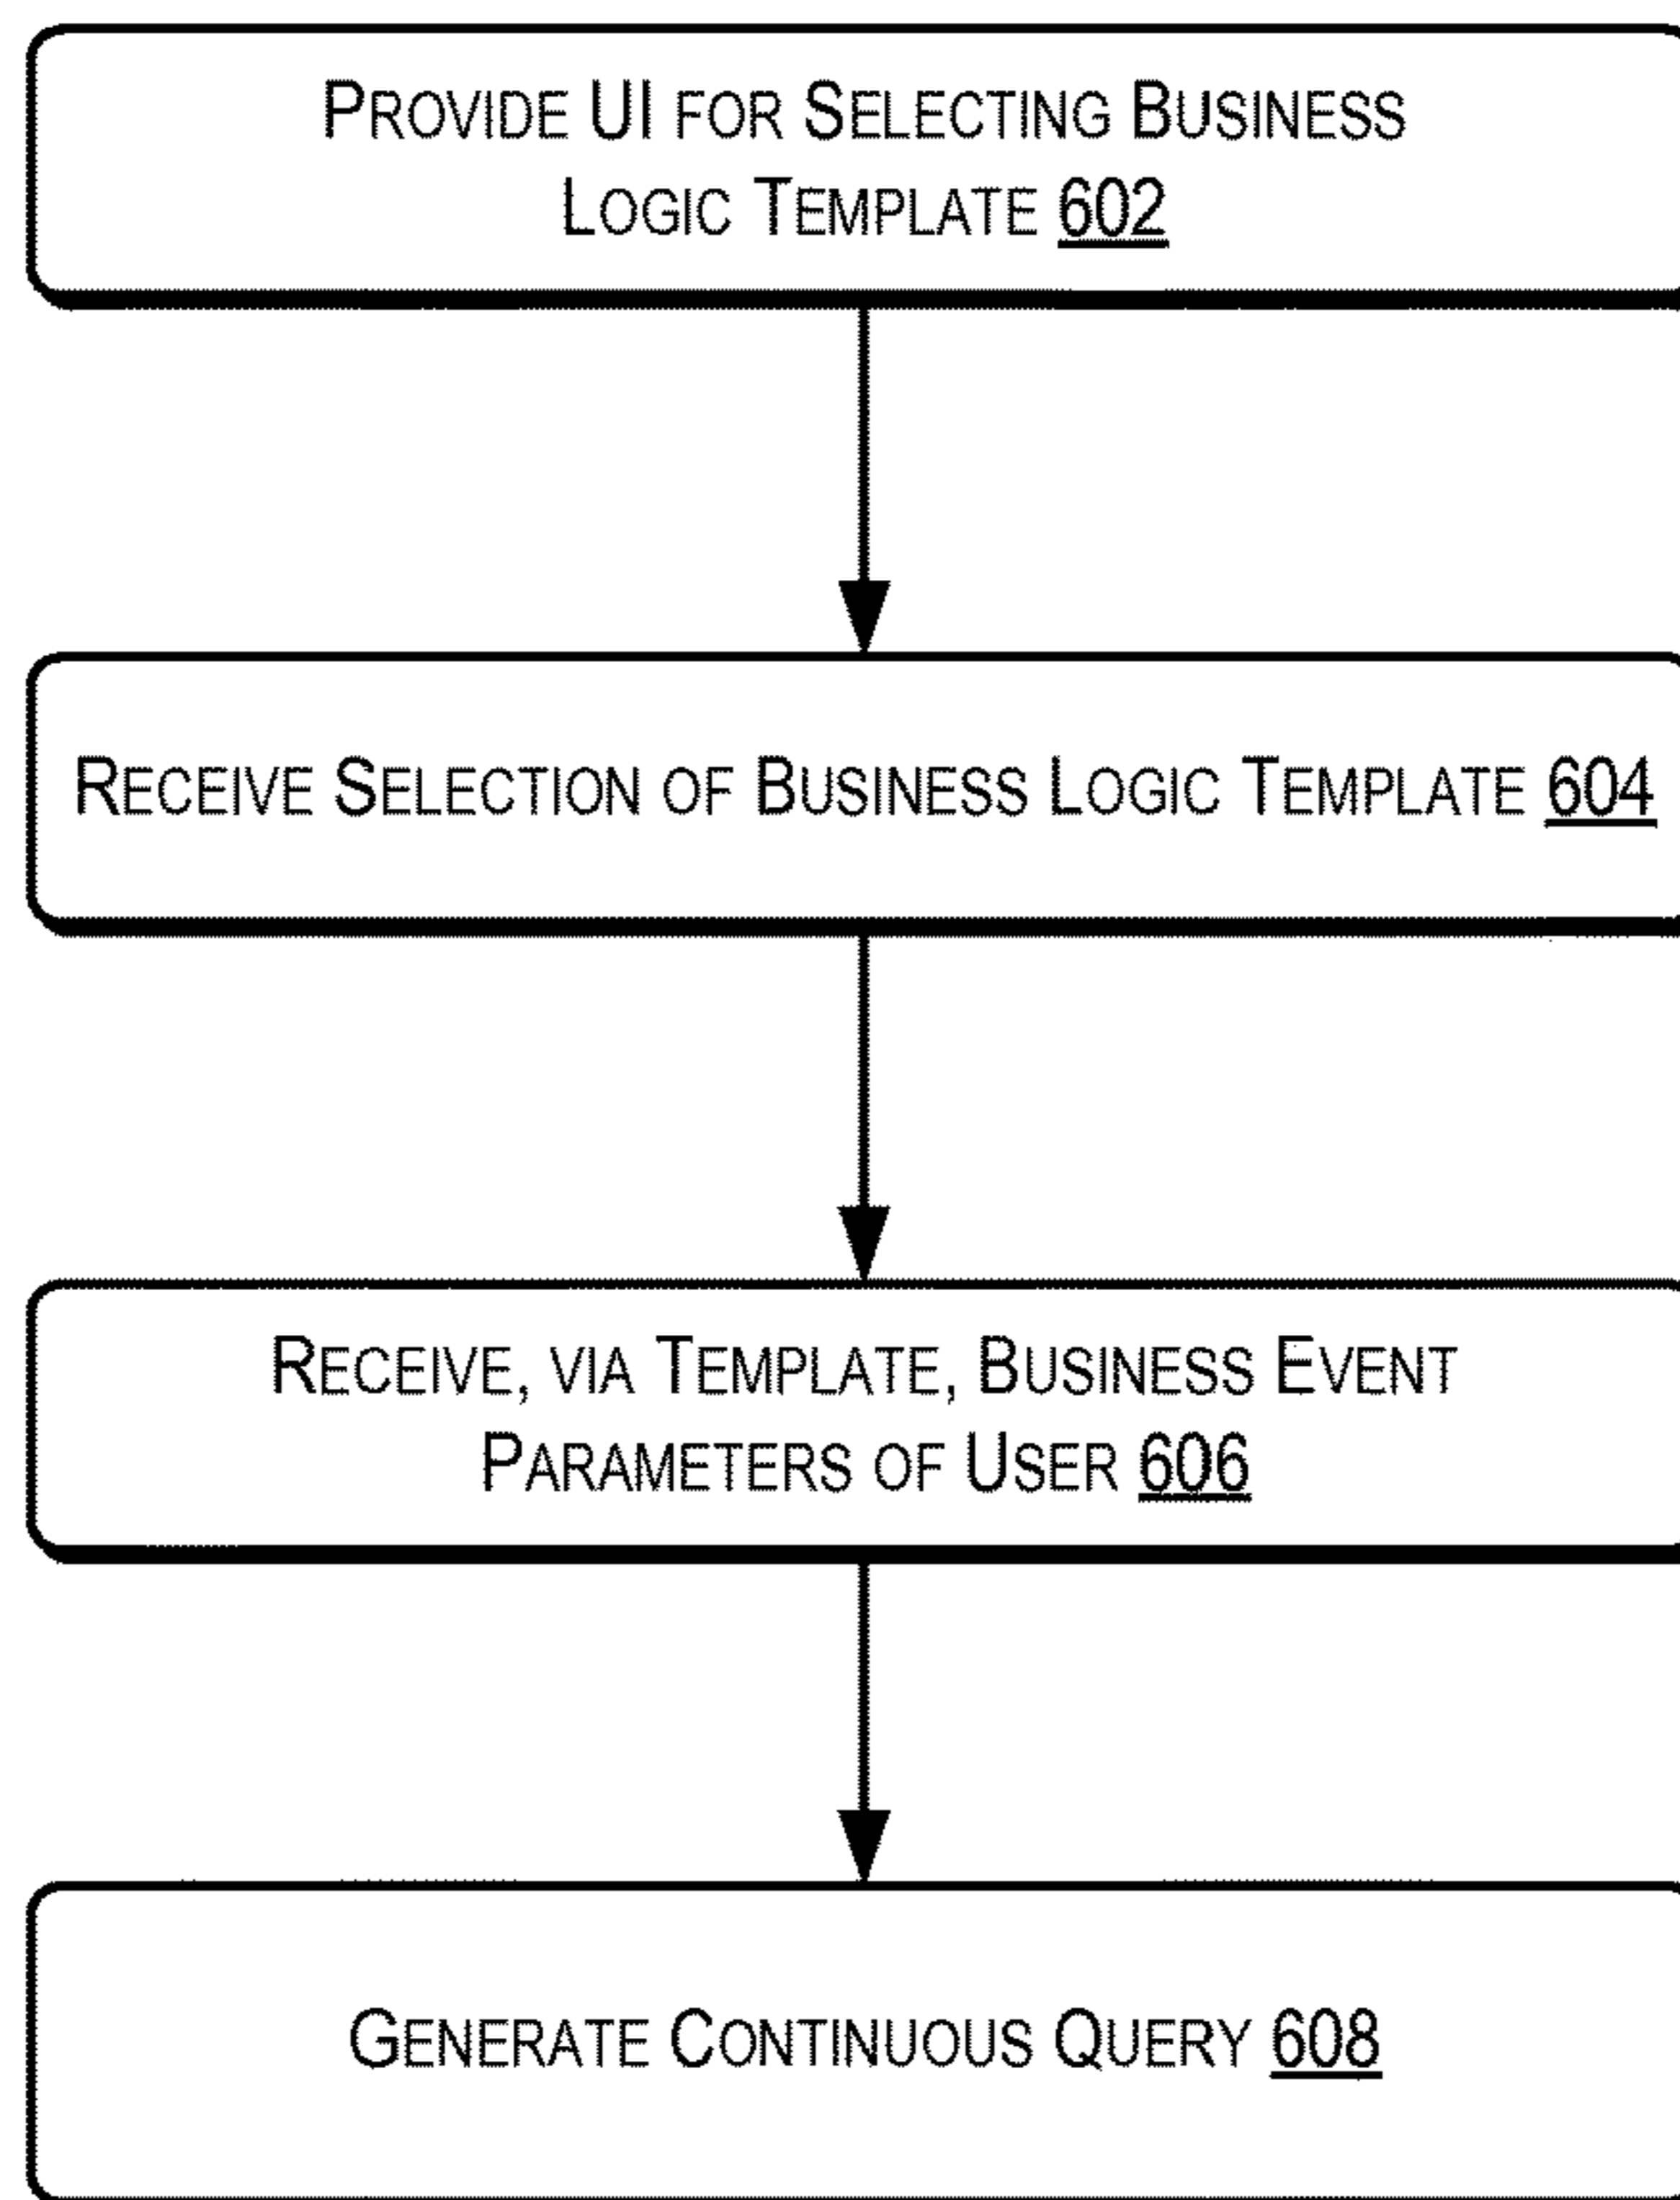 PROVIDE UI FOR SELECTING BUSINESS
LOGIC TEMPLATE 602
RECEIVE SELECTION OF BUSINESS LOGIC TEMPLATE 604
RECEIVE, VIA TEMPLATE, BUSINESS EVENT
PARAMETERS OF USER 606
GENERATE CONTINUOUS QUERY 608